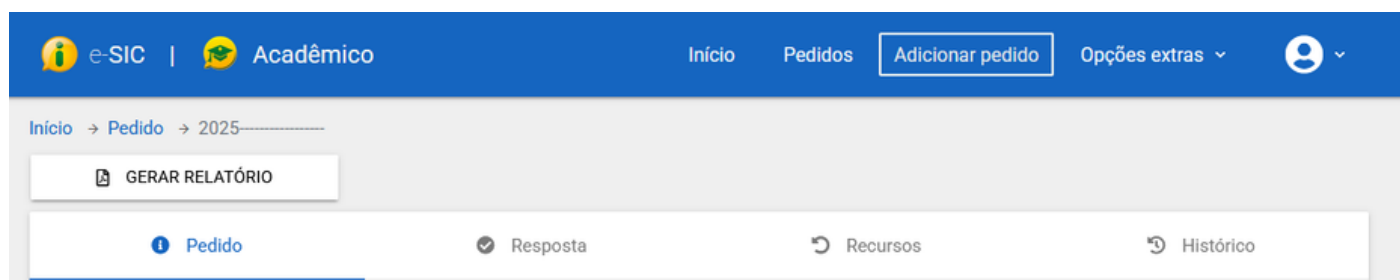 e-SIC | Acadêmico Início Pedidos Adicionar pedido Opções extras
Início → Pedido → 2025-----------------
GERAR RELATÓRIO
Pedido Resposta Recursos Histórico